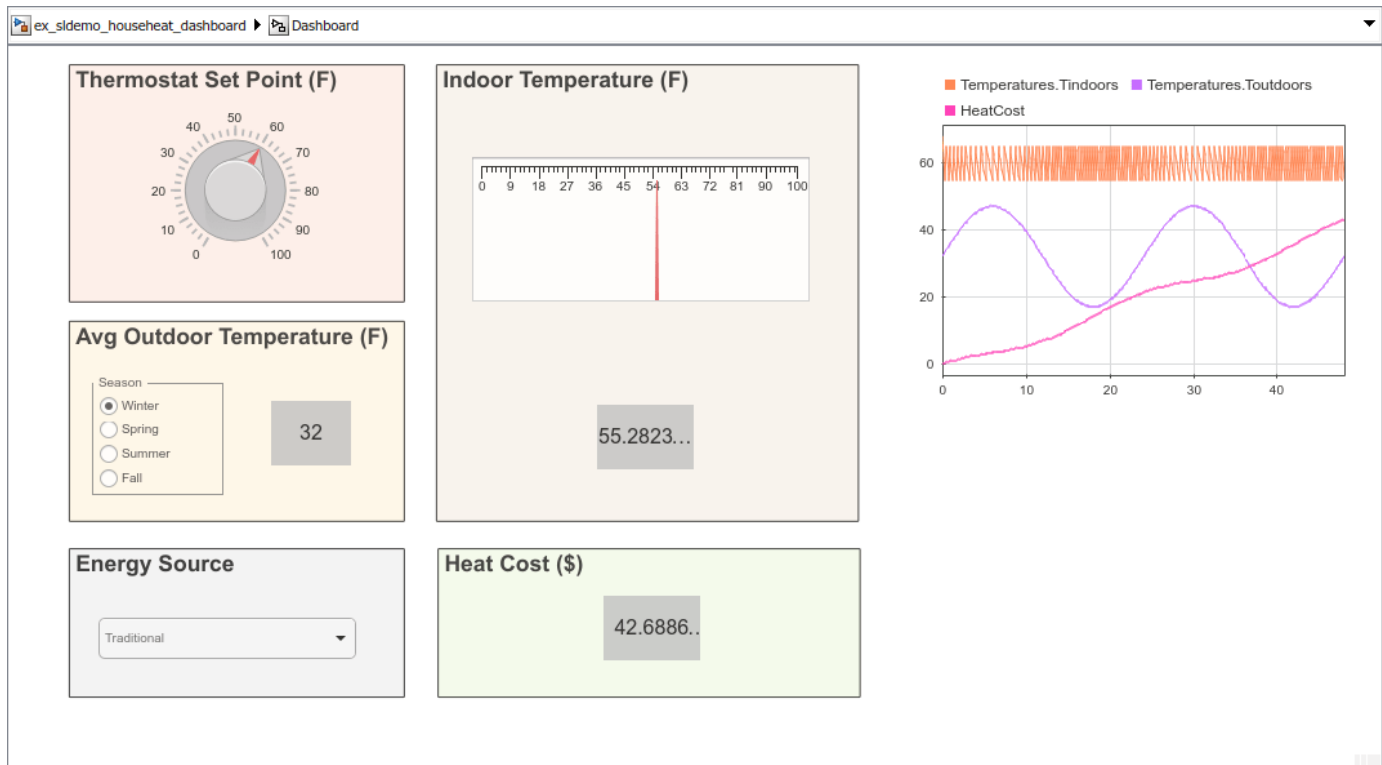 ex_sldemo_househeat_dashboard Dashboard
Thermostat Set Point (F)
0 10 20 30 40 50 60 70 80 90 100
Indoor Temperature (F)
0 9 18 27 36 45 54 63 72 81 90 100
55.2823...
Temperatures.Tindoors Temperatures.Toutdoors
HeatCost
60
40
20
0
0 10 20 30 40
Avg Outdoor Temperature (F)
Season
Winter
Spring
Summer
Fall
32
Energy Source
Traditional
Heat Cost ($)
42.6886..